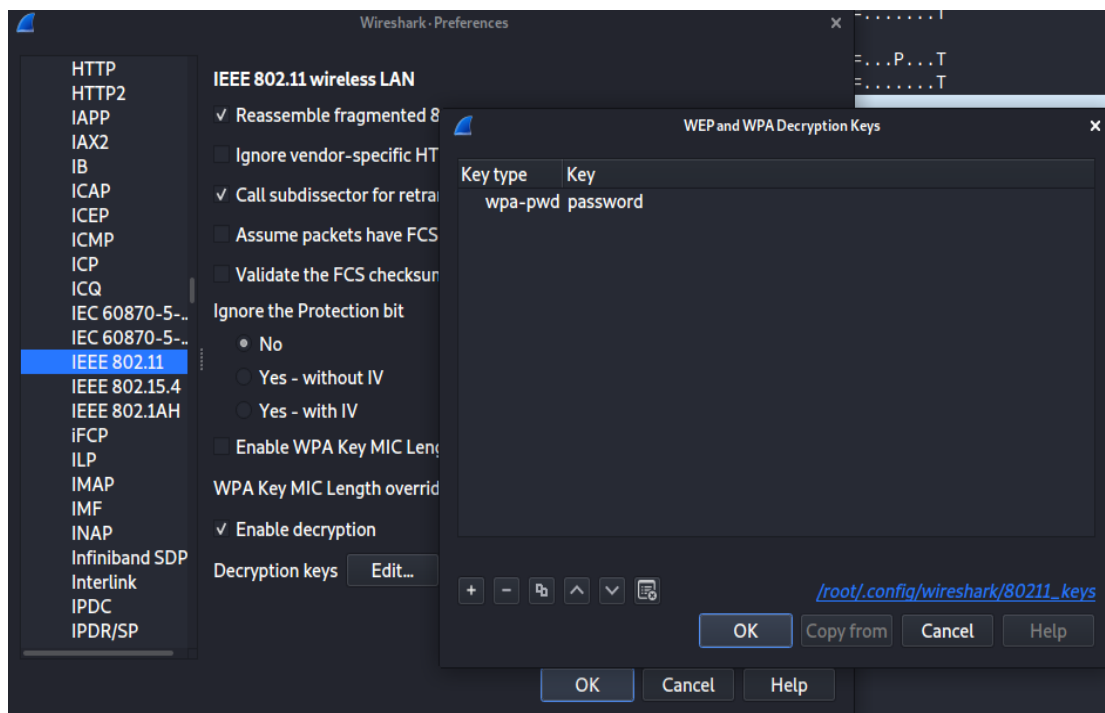 Wireshark · Preferences
=.......T
=...P...T
=.......T
HTTP
HTTP2
IAPP
IAX2
IB
ICAP
ICEP
ICMP
ICP
ICQ
IEC 60870-5-..
IEC 60870-5-..
IEEE 802.11
IEEE 802.15.4
IEEE 802.1AH
iFCP
ILP
IMAP
IMF
INAP
Infiniband SDP
Interlink
IPDC
IPDR/SP
IEEE 802.11 wireless LAN
Reassemble fragmented 8
Ignore vendor-specific HT
Call subdissector for retra
Assume packets have FCS
Validate the FCS checksum
Ignore the Protection bit
No
Yes - without IV
Yes - with IV
Enable WPA Key MIC Leng
WPA Key MIC Length overrid
Enable decryption
Decryption keys Edit...
OK Cancel Help
WEP and WPA Decryption Keys
Key type Key
wpa-pwd password
/root/.config/wireshark/80211_keys
OK Copy from Cancel Help